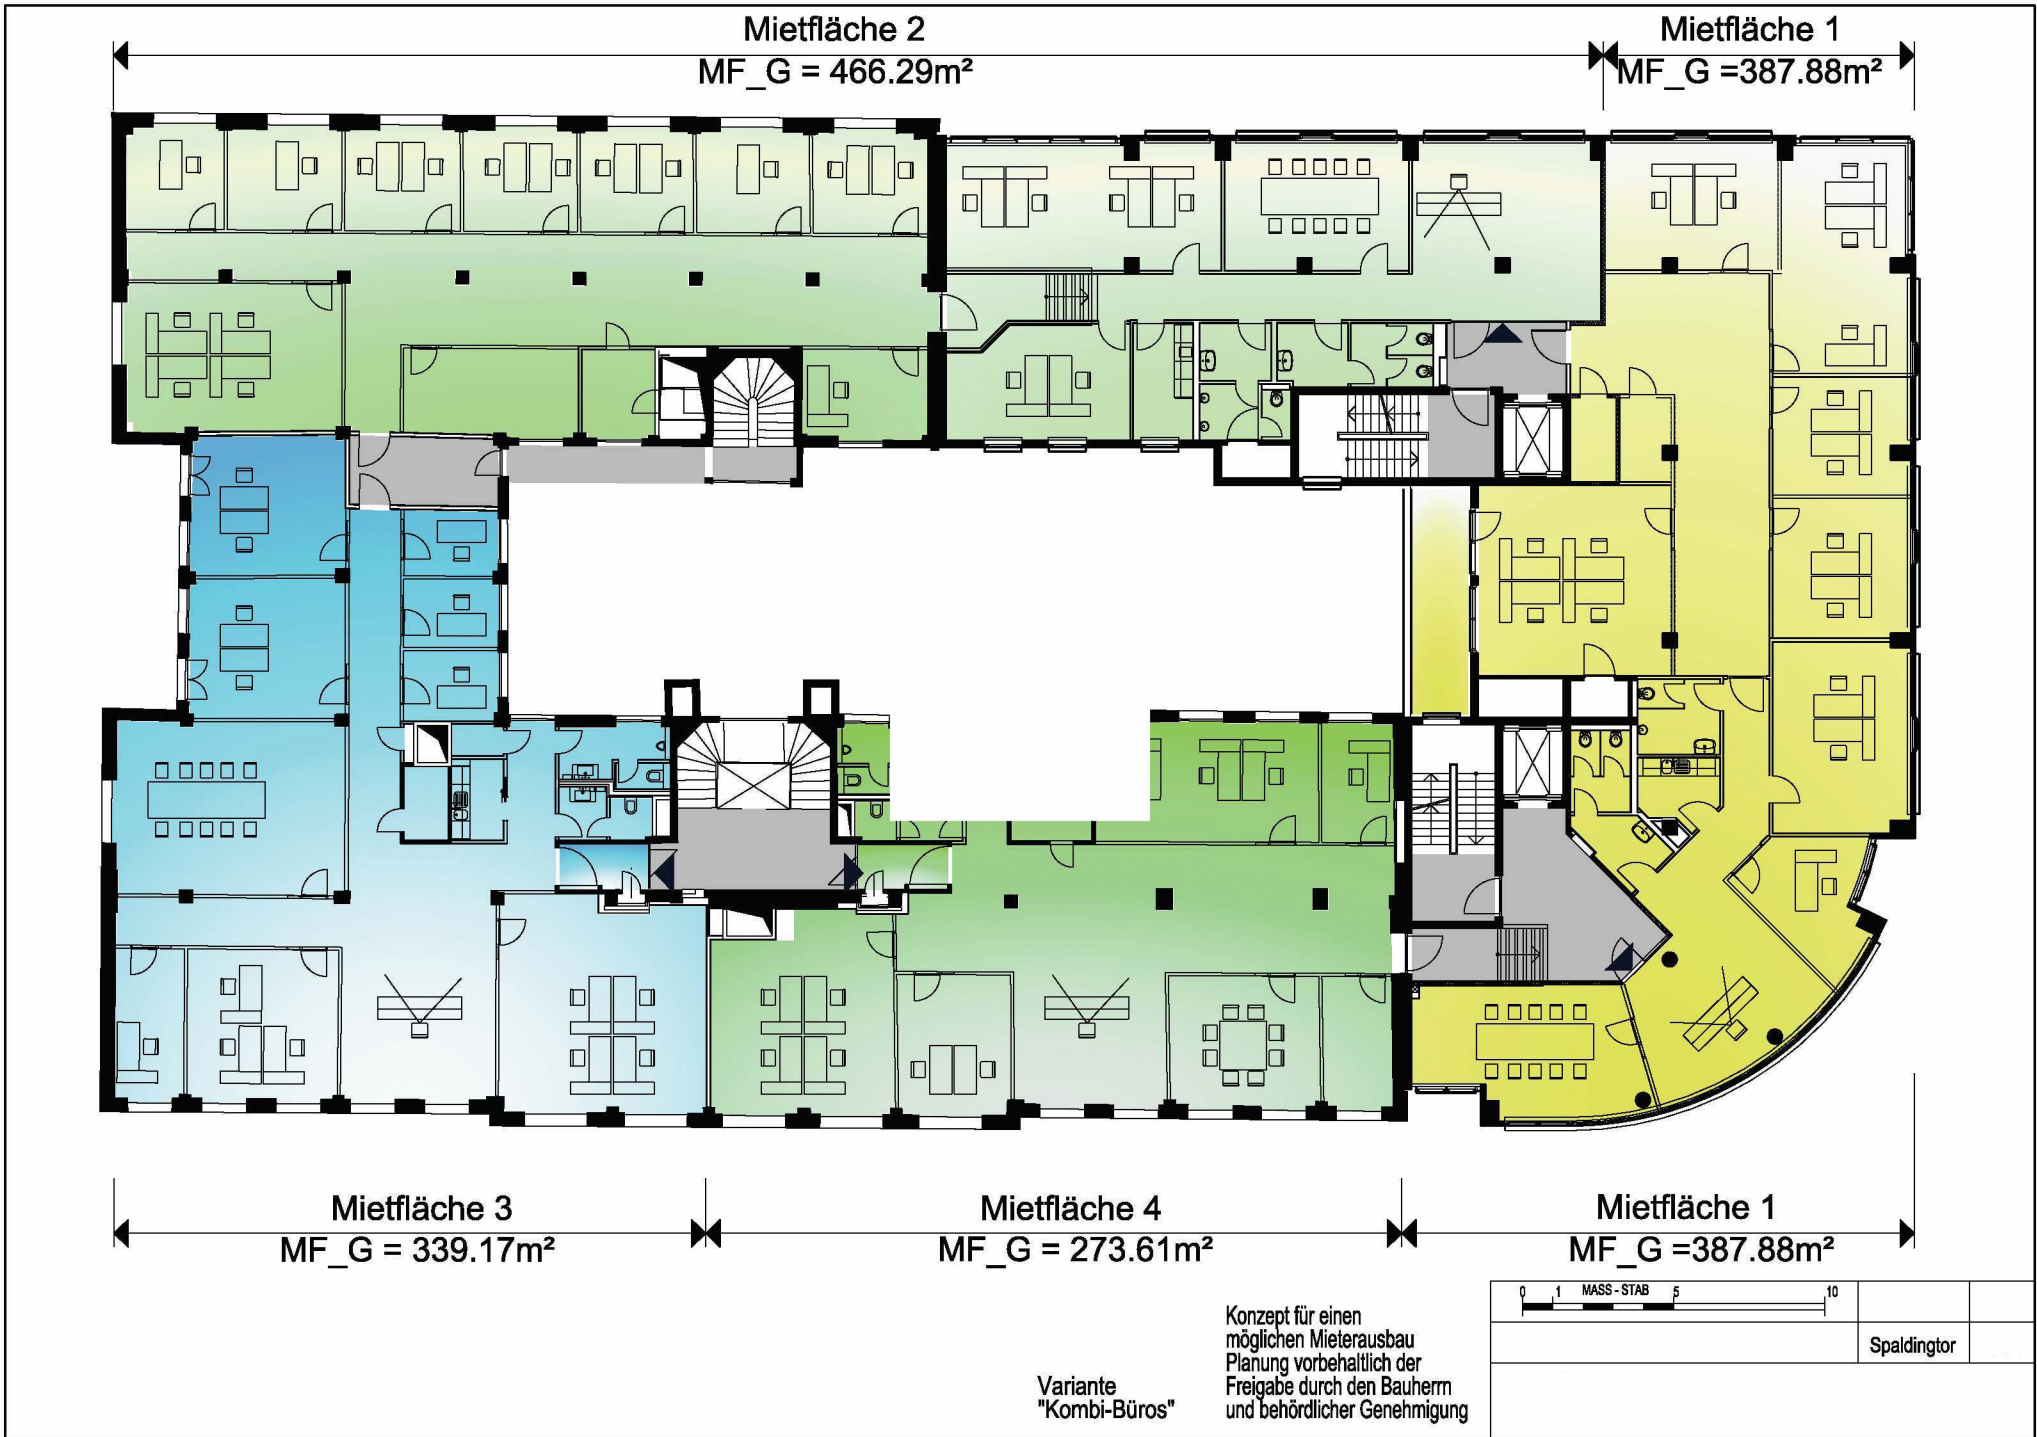 Mietfläche 2
MF_G = 466.29m²
Mietfläche 1
MF_G =387.88m²
Mietfläche 3
MF_G = 339.17m²
Mietfläche 4
MF_G = 273.61m²
Mietfläche 1
MF_G =387.88m²
0 1 MASS - STAB 5 10
Spaldingtor
Variante
"Kombi-Büros"
Konzept für einen
möglichen Mieterausbau
Planung vorbehaltlich der
Freigabe durch den Bauherrn
und behördlicher Genehmigung